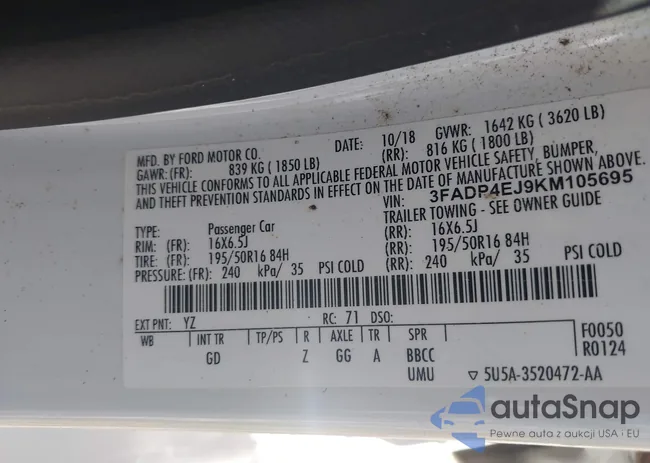 MFD. BY FORD MOTOR CO. DATE: 10/18 GVWR: 1642 KG ( 3620 LB)
GAWR: (FR): 839 KG ( 1850 LB) (RR): 816 KG ( 1800 LB)
THIS VEHICLE CONFORMS TO ALL APPLICABLE FEDERAL MOTOR VEHICLE SAFETY, BUMPER,
AND THEFT PREVENTION STANDARDS IN EFFECT ON THE DATE OF MANUFACTURE SHOWN ABOVE.
VIN: 3FADP4EJ9KM105695
TRAILER TOWING - SEE OWNER GUIDE
TYPE: Passenger Car
RIM: (FR): 16X6.5J (RR): 16X6.5J
TIRE: (FR): 195/50R16 84H (RR): 195/50R16 84H
PRESSURE: (FR): 240 kPa/ 35 PSI COLD (RR): 240 kPa/ 35 PSI COLD
EXT PNT: YZ RC: 71 DSO: F0050
WB INT TR TP/PS R AXLE TR SPR R0124
GD Z GG A BBCC
UMU ▽ 5U5A-3520472-AA
autaSnap
Pewne auta z aukcji USA • EU